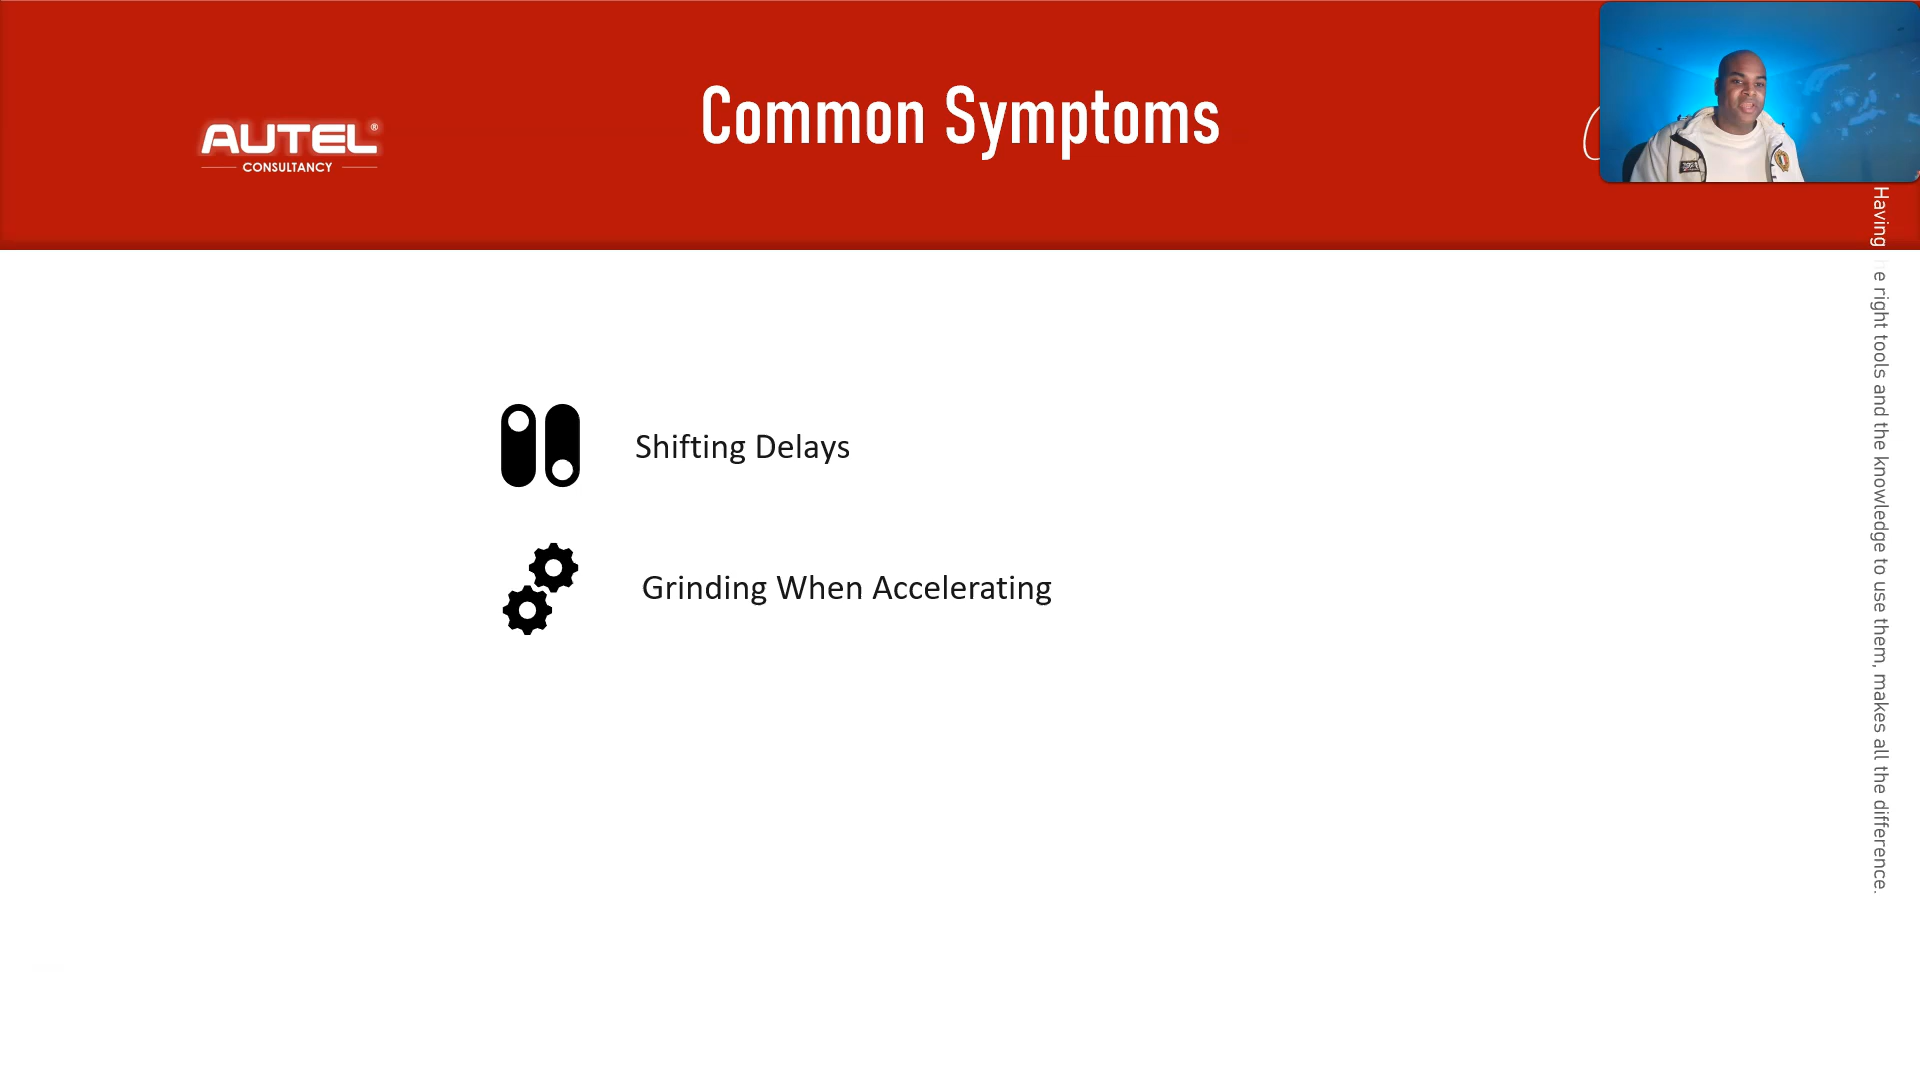 Common Symptoms
AUTEL®
CONSULTANCY
Shifting Delays
Grinding When Accelerating
Having e right tools and the knowledge to use them, makes all the difference.